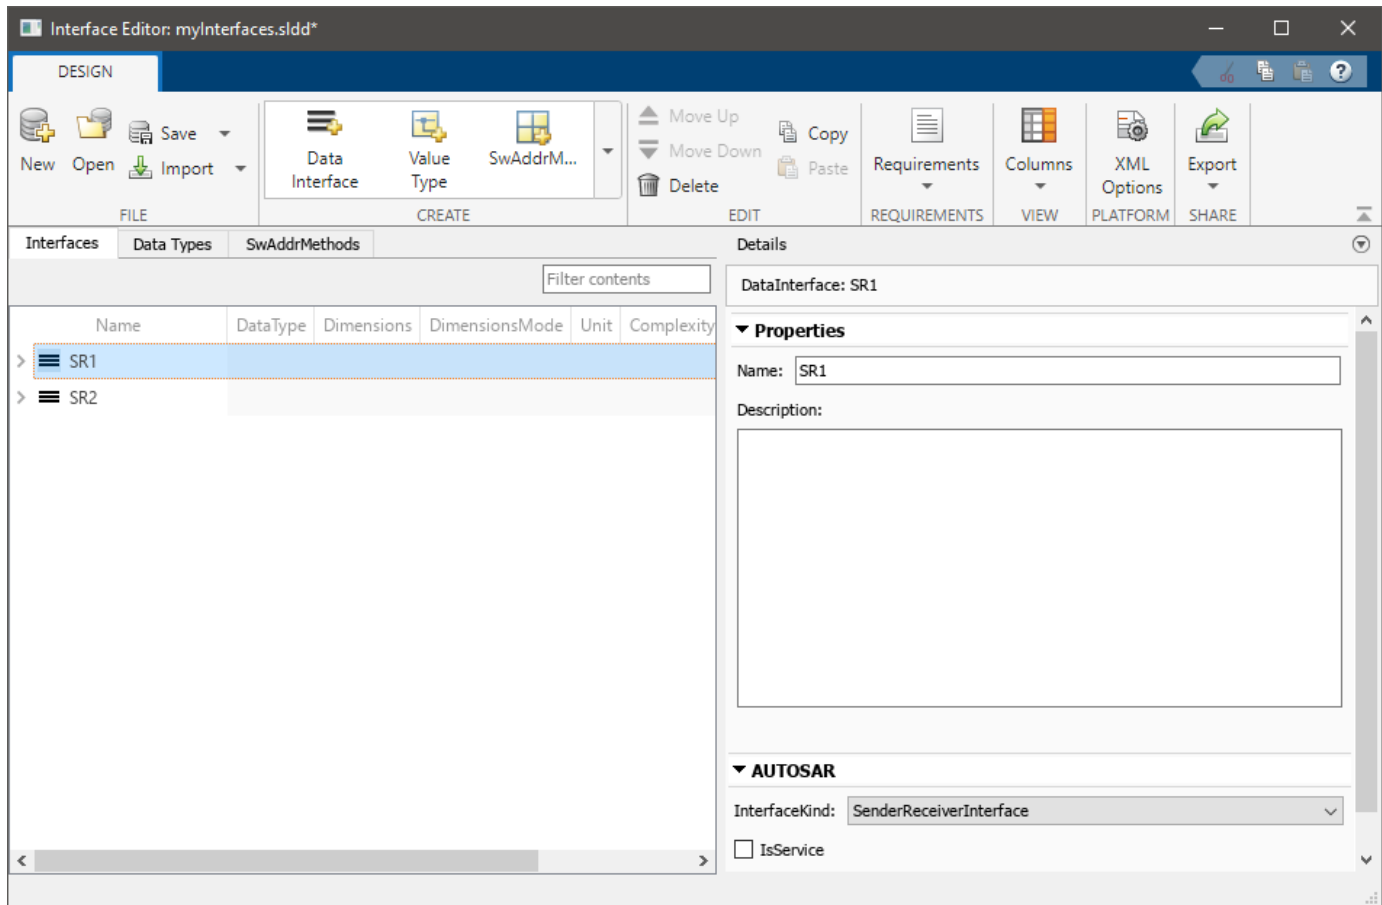 Interface Editor: myInterfaces.sldd*
DESIGN
New
Open
Save
Import
FILE
Data Interface
Value Type
SwAddrM...
CREATE
Move Up
Move Down
Delete
Copy
Paste
EDIT
Requirements
REQUIREMENTS
Columns
VIEW
XML Options
PLATFORM
Export
SHARE
Interfaces Data Types SwAddrMethods
Filter contents
Name DataType Dimensions DimensionsMode Unit Complexity
SR1
SR2
Details
DataInterface: SR1
Properties
Name: SR1
Description:
AUTOSAR
InterfaceKind: SenderReceiverInterface
IsService